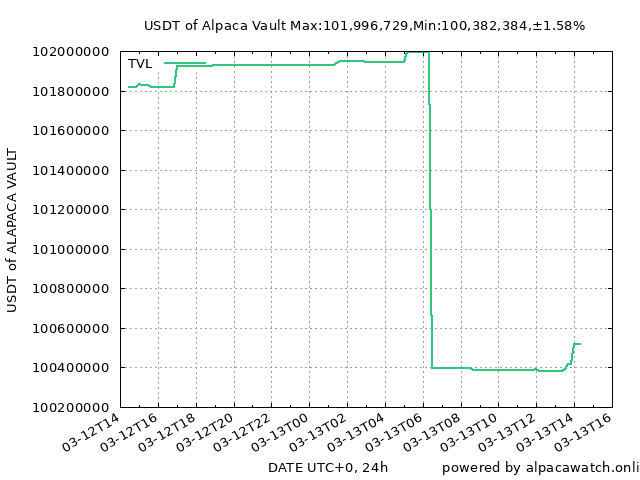 USDT of Alpaca Vault Max:101,996,729,Min:100,382,384,±1.58%
TVL
102000000
101800000
101600000
101400000
101200000
101000000
100800000
100600000
100400000
100200000
USDT of ALAPACA VAULT
03-12T14
03-12T16
03-12T18
03-12T20
03-12T22
03-13T00
03-13T02
03-13T04
03-13T06
03-13T08
03-13T10
03-13T12
03-13T14
03-13T16
DATE UTC+0, 24h
powered by alpacawatch.onli